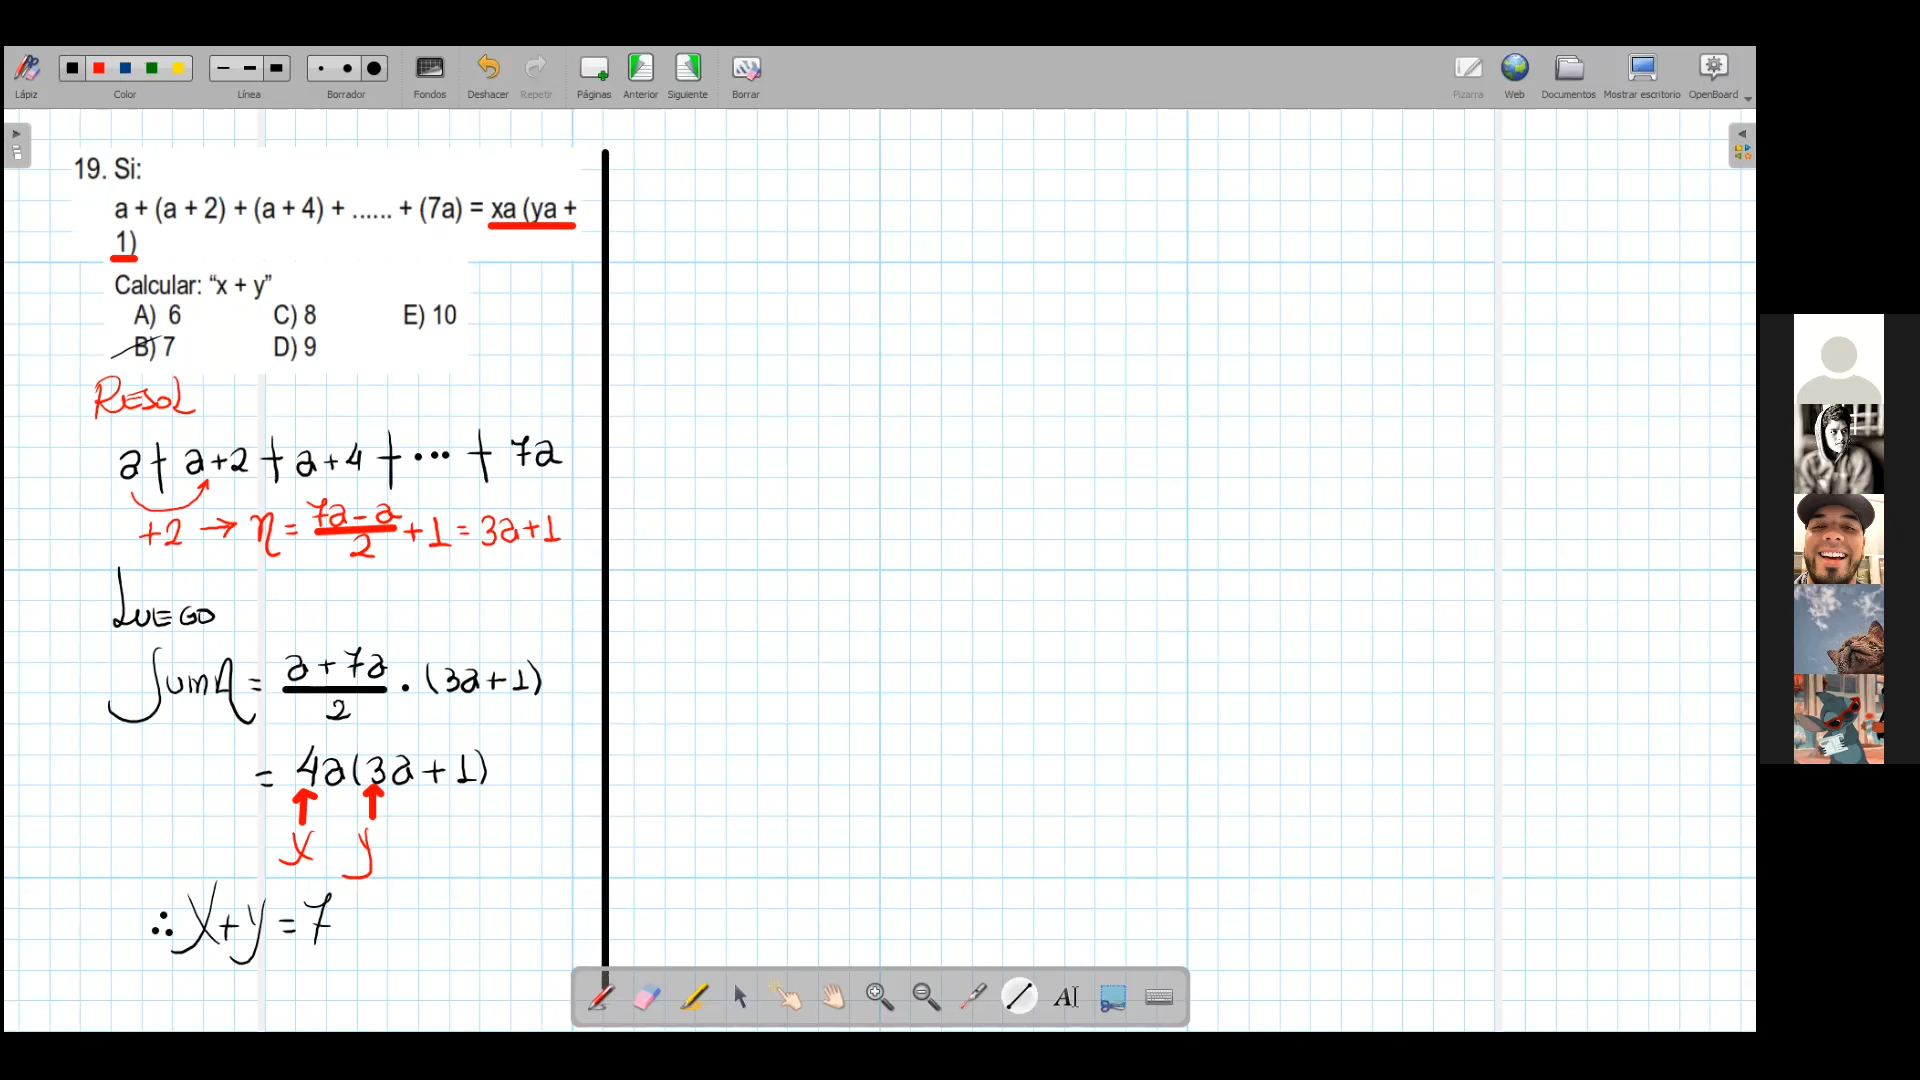 Lápiz
Color
Línea
Borrador
Fondos
Deshacer
Repetir
Páginas
Anterior
Siguiente
Borrar
Pizarra
Web
Documentos
Mostrar escritorio
OpenBoard
19. Si:
a + (a + 2) + (a + 4) + ...... + (7a) = xa (ya +
1)
Calcular: “x + y”
A) 6 C) 8 E) 10
B) 7 D) 9
RESOL
a + a+2 + a+4 + ··· + 7a
+2 → n = (7a - a)/2 + 1 = 3a+1
LUEGO
SUMA = (a + 7a)/2 · (3a+1)
= 4a(3a+1)
x y
∴ x+y = 7
AI